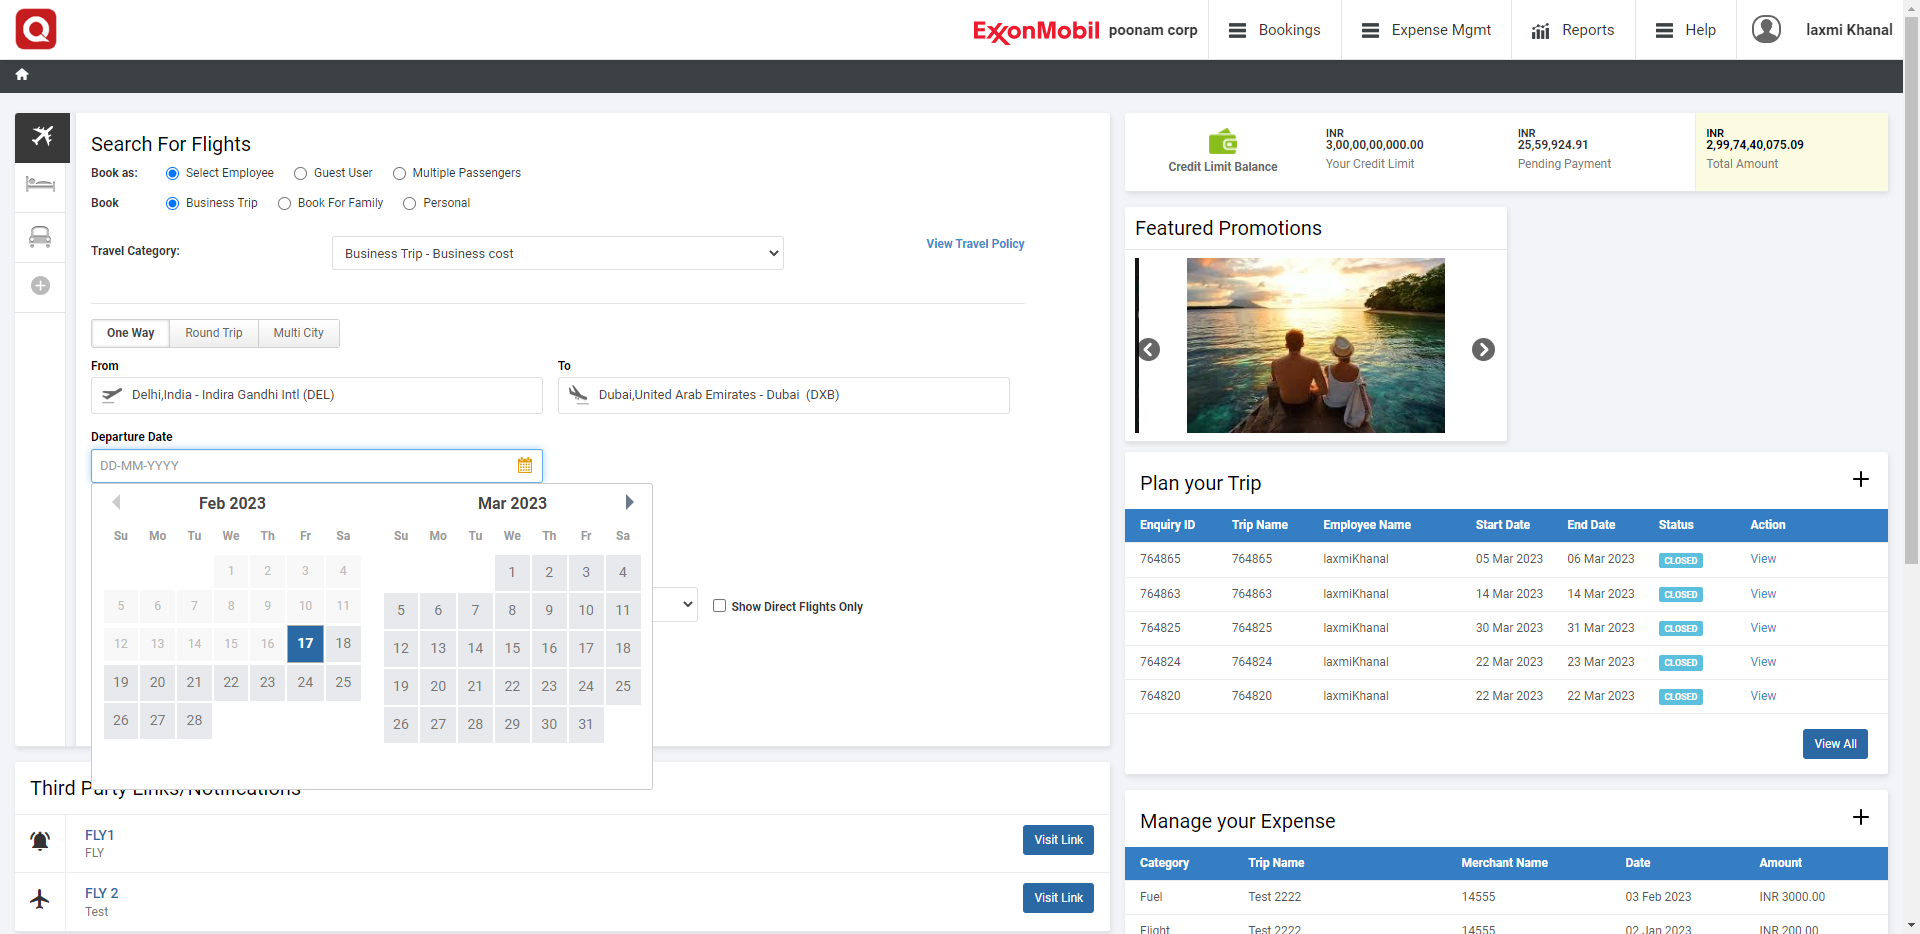 Q
ExxonMobil poonam corp Bookings Expense Mgmt Reports Help laxmi Khanal
Search For Flights
Book as: Select Employee Guest User Multiple Passengers
Book Business Trip Book For Family Personal
Travel Category: Business Trip - Business cost View Travel Policy
One Way Round Trip Multi City
From To
Delhi,India - Indira Gandhi Intl (DEL) Dubai,United Arab Emirates - Dubai (DXB)
Departure Date
DD-MM-YYYY
Feb 2023
Su Mo Tu We Th Fr Sa
1 2 3 4
5 6 7 8 9 10 11
12 13 14 15 16 17 18
19 20 21 22 23 24 25
26 27 28
Mar 2023
Su Mo Tu We Th Fr Sa
1 2 3 4
5 6 7 8 9 10 11
12 13 14 15 16 17 18
19 20 21 22 23 24 25
26 27 28 29 30 31
Show Direct Flights Only
Third Party Links/Notifications
FLY1
FLY
Visit Link
FLY 2
Test
Visit Link
Credit Limit Balance
INR
3,00,00,00,000.00
Your Credit Limit
INR
25,59,924.91
Pending Payment
INR
2,99,74,40,075.09
Total Amount
Featured Promotions
Plan your Trip
Enquiry ID Trip Name Employee Name Start Date End Date Status Action
764865 764865 laxmiKhanal 05 Mar 2023 06 Mar 2023 CLOSED View
764863 764863 laxmiKhanal 14 Mar 2023 14 Mar 2023 CLOSED View
764825 764825 laxmiKhanal 30 Mar 2023 31 Mar 2023 CLOSED View
764824 764824 laxmiKhanal 22 Mar 2023 23 Mar 2023 CLOSED View
764820 764820 laxmiKhanal 22 Mar 2023 22 Mar 2023 CLOSED View
View All
Manage your Expense
Category Trip Name Merchant Name Date Amount
Fuel Test 2222 14555 03 Feb 2023 INR 3000.00
Flight Test 2222 14555 02 Jan 2023 INR 200.00